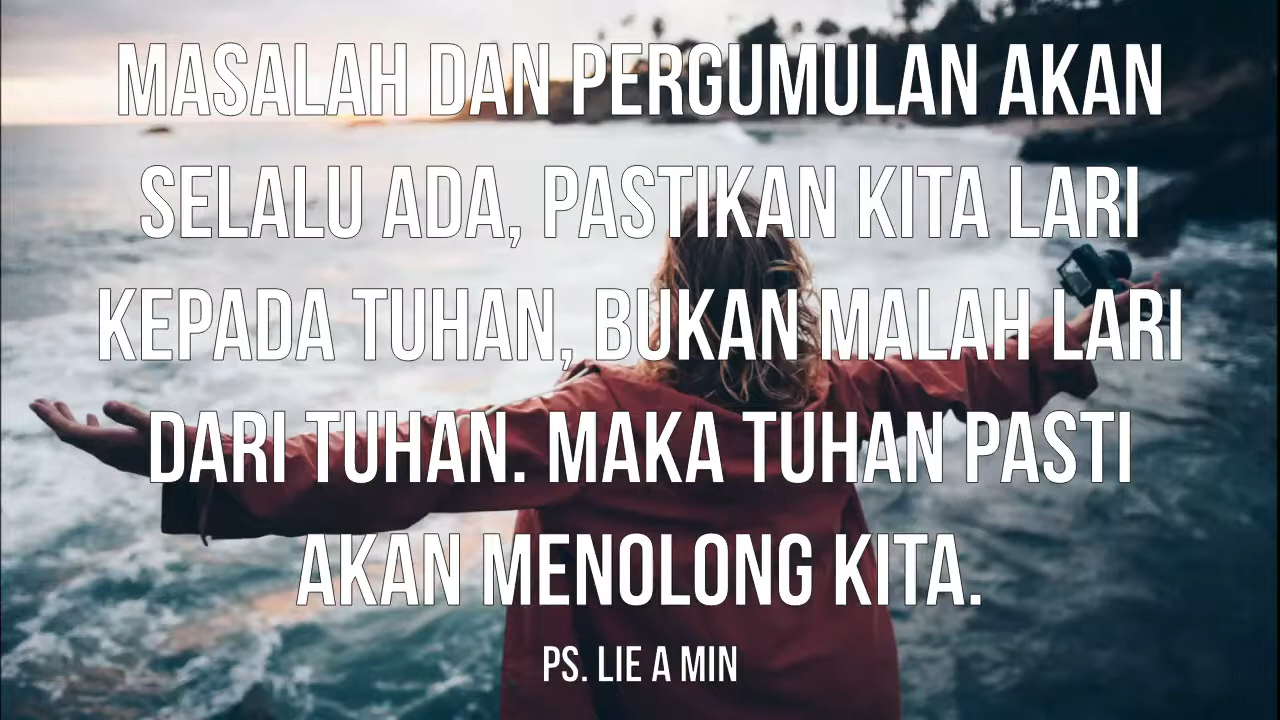 MASALAH DAN PERGUMULAN AKAN
SELALU ADA, PASTIKAN KITA LARI
KEPADA TUHAN, BUKAN MALAH LARI
DARI TUHAN. MAKA TUHAN PASTI
AKAN MENOLONG KITA.
PS. LIE A MIN